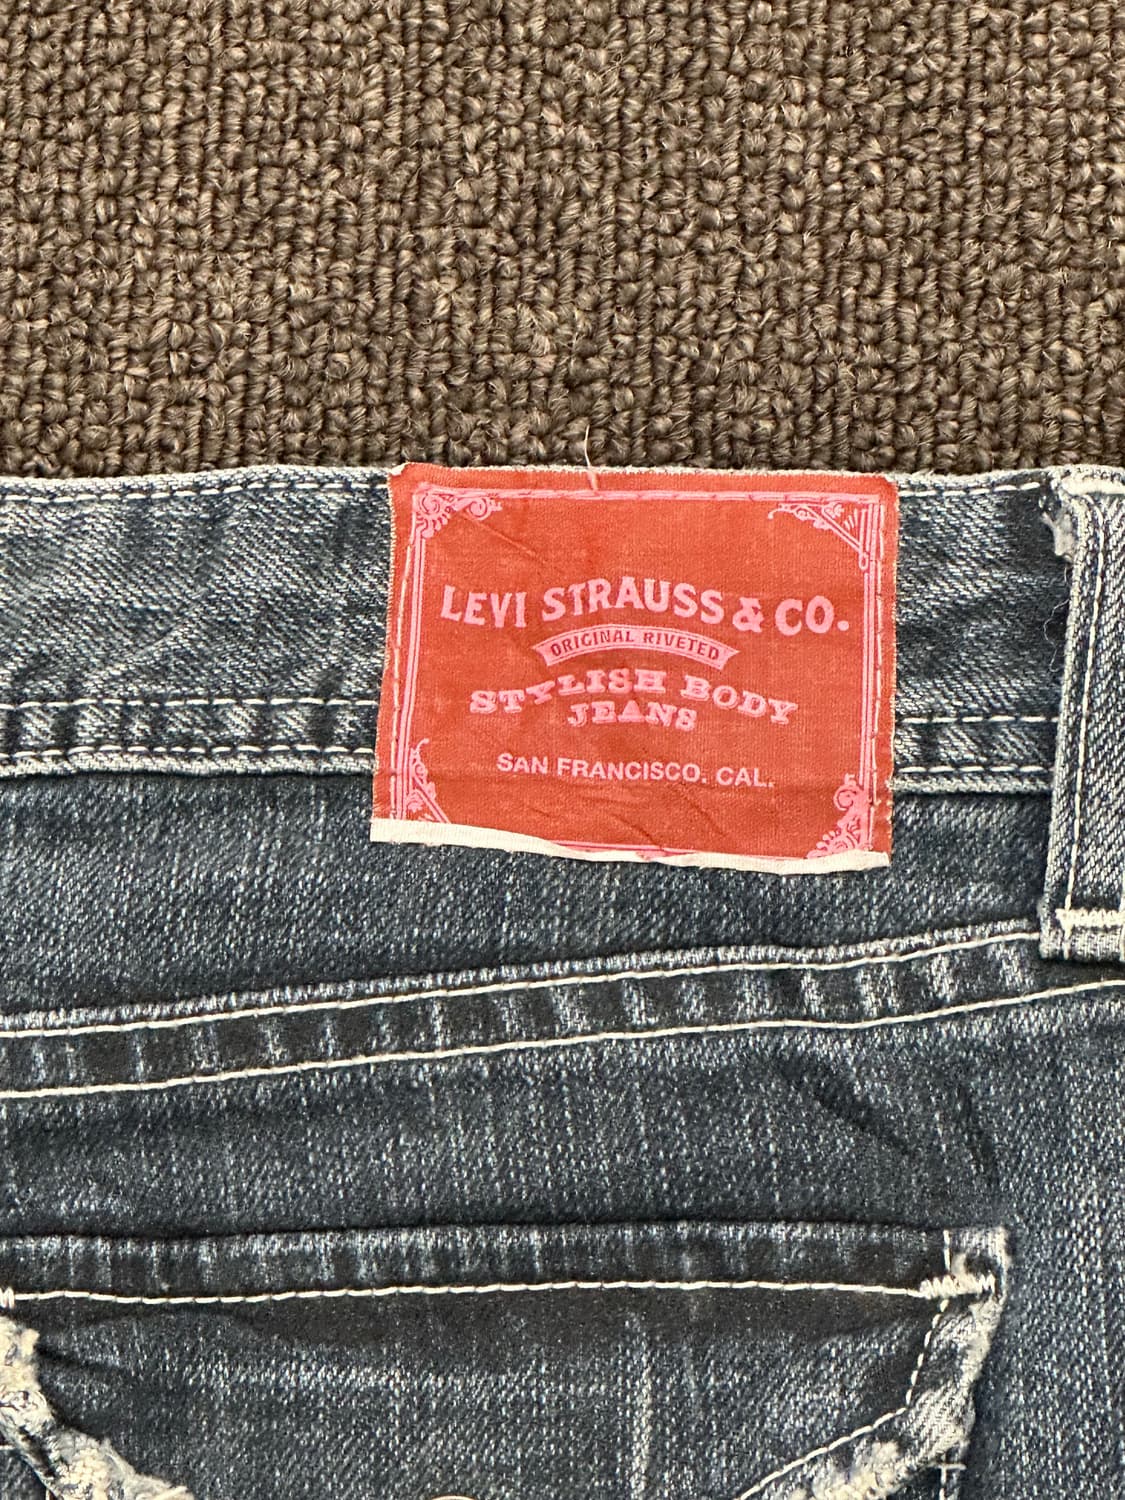 LEVI STRAUSS & CO.
ORIGINAL RIVETED
STYLISH BODY
JEANS
SAN FRANCISCO. CAL.